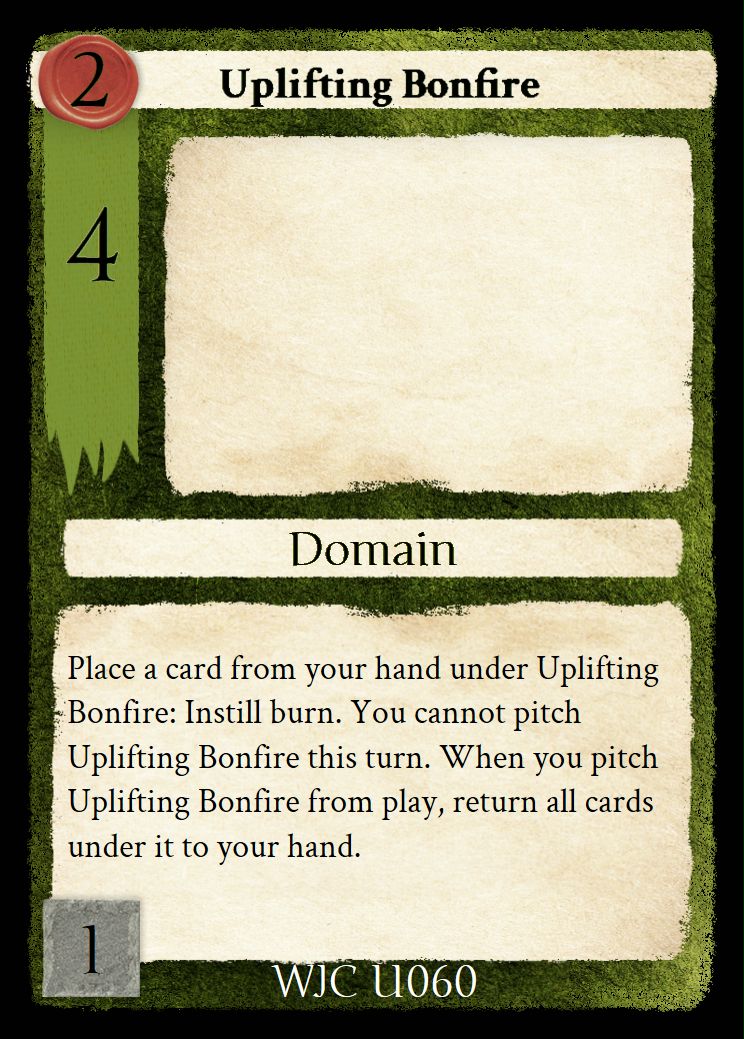 2
Uplifting Bonfire
4
Domain
Place a card from your hand under Uplifting
Bonfire: Instill burn. You cannot pitch
Uplifting Bonfire this turn. When you pitch
Uplifting Bonfire from play, return all cards
under it to your hand.
1
WJC U060